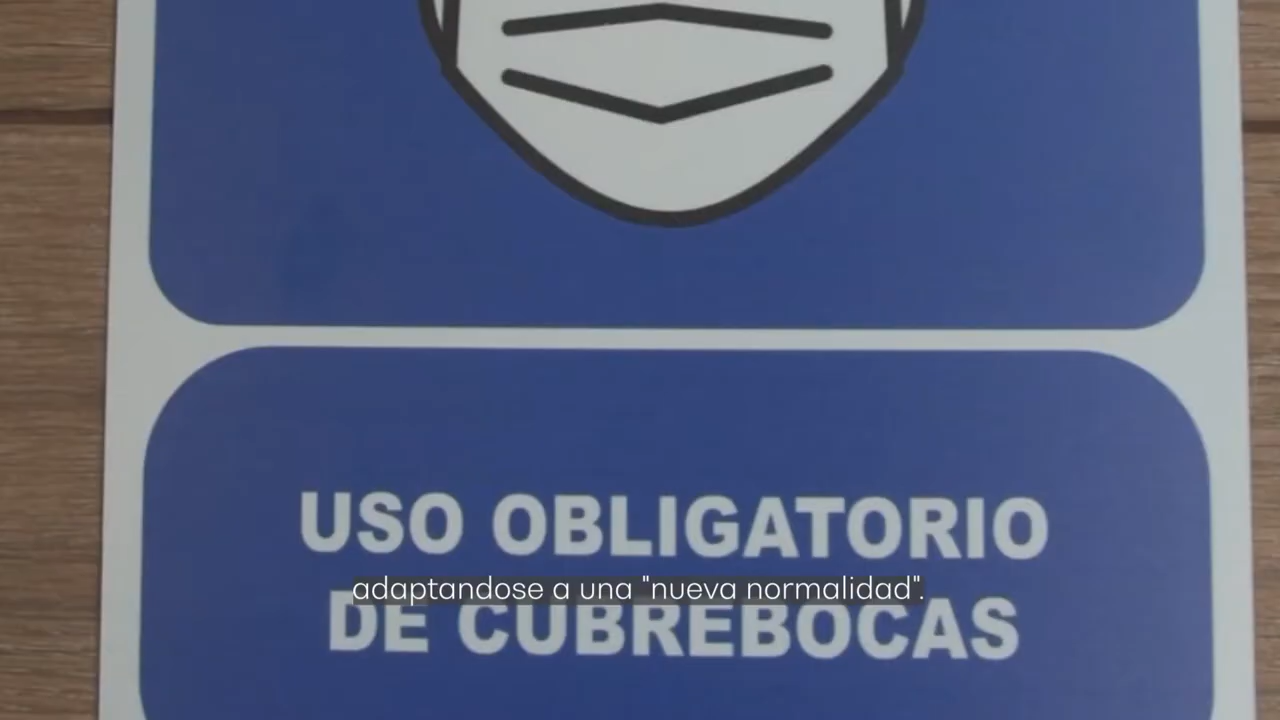 USO OBLIGATORIO
adaptandose a una "nueva normalidad".
DE CUBREBOCAS